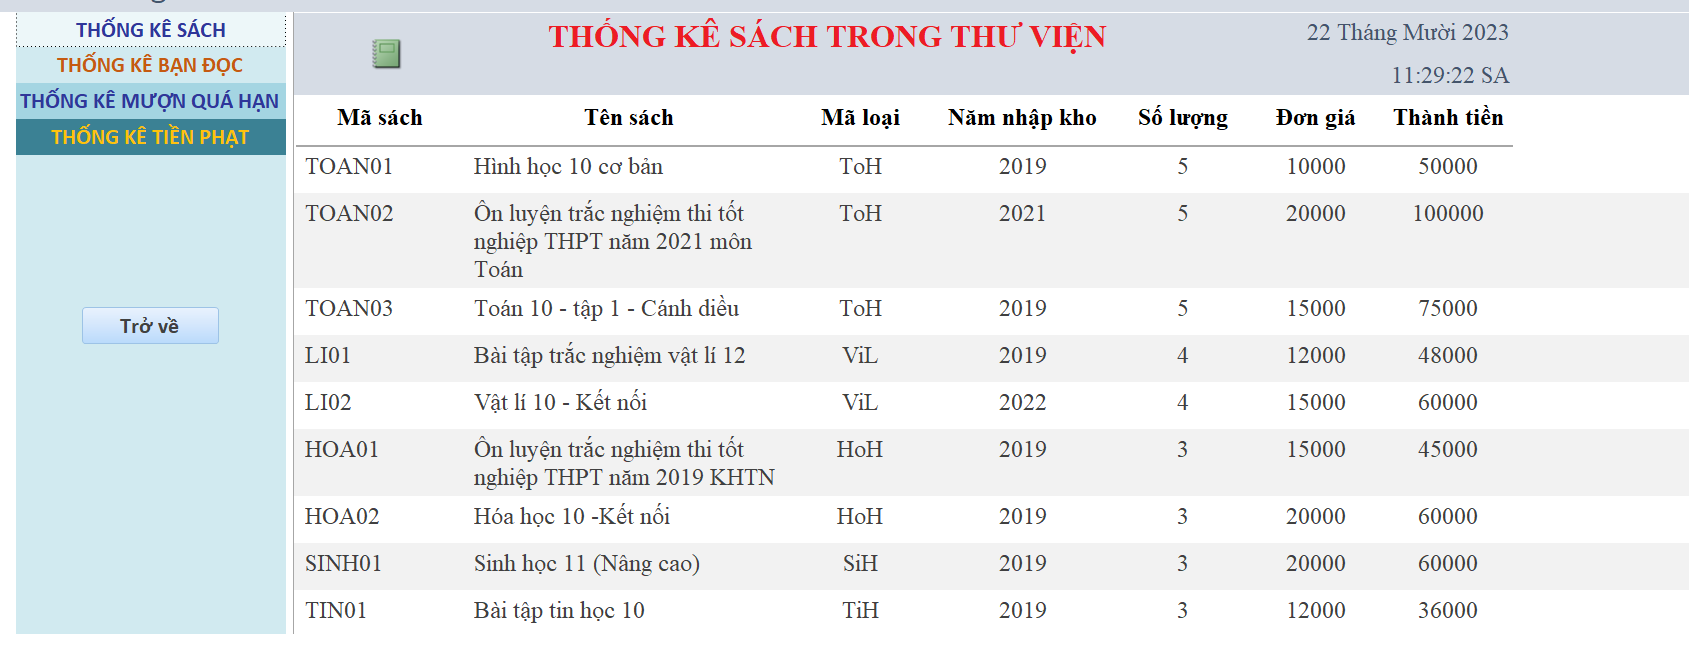 THỐNG KÊ SÁCH
THỐNG KÊ BẠN ĐỌC
THỐNG KÊ MƯỢN QUÁ HẠN
THỐNG KÊ TIỀN PHẠT
Trở về
THỐNG KÊ SÁCH TRONG THƯ VIỆN
22 Tháng Mười 2023
11:29:22 SA
Mã sách Tên sách Mã loại Năm nhập kho Số lượng Đơn giá Thành tiền
TOAN01 Hình học 10 cơ bản ToH 2019 5 10000 50000
TOAN02 Ôn luyện trắc nghiệm thi tốt ToH 2021 5 20000 100000
nghiệp THPT năm 2021 môn
Toán
TOAN03 Toán 10 - tập 1 - Cánh diều ToH 2019 5 15000 75000
LI01 Bài tập trắc nghiệm vật lí 12 ViL 2019 4 12000 48000
LI02 Vật lí 10 - Kết nối ViL 2022 4 15000 60000
HOA01 Ôn luyện trắc nghiệm thi tốt HoH 2019 3 15000 45000
nghiệp THPT năm 2019 KHTN
HOA02 Hóa học 10 -Kết nối HoH 2019 3 20000 60000
SINH01 Sinh học 11 (Nâng cao) SiH 2019 3 20000 60000
TIN01 Bài tập tin học 10 TiH 2019 3 12000 36000